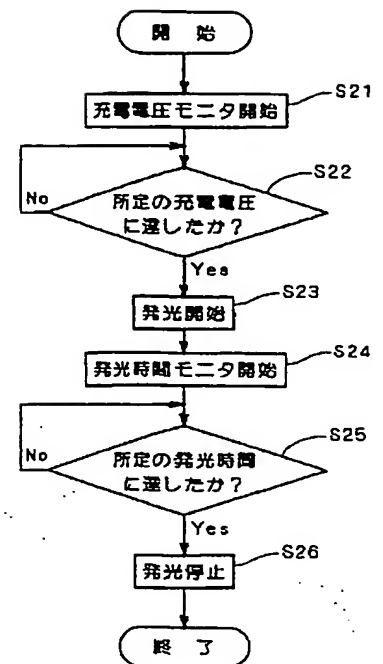 開始
S21
充電電圧モニタ開始
S22
所定の充電電圧
に達したか？
No
Yes
S23
発光開始
S24
発光時間モニタ開始
S25
所定の発光時間
に達したか？
No
Yes
S26
発光停止
終了